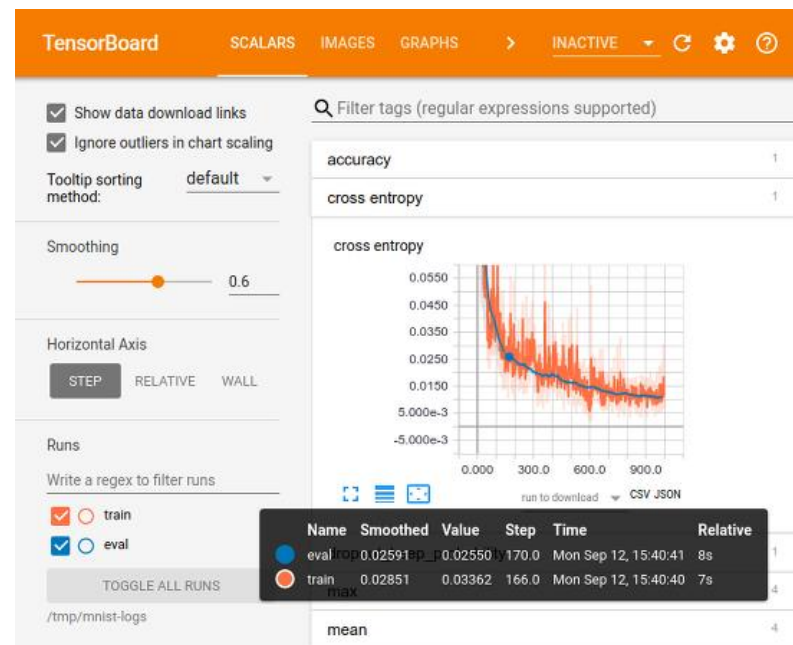 TensorBoard SCALARS IMAGES GRAPHS INACTIVE
Show data download links
Ignore outliers in chart scaling
Tooltip sorting method: default
Smoothing
0.6
Horizontal Axis
STEP RELATIVE WALL
Runs
Write a regex to filter runs
train
eval
TOGGLE ALL RUNS
/tmp/mnist-logs
Filter tags (regular expressions supported)
accuracy 1
cross entropy 1
cross entropy
0.0550
0.0450
0.0350
0.0250
0.0150
5.000e-3
-5.000e-3
0.000 300.0 600.0 900.0
run to download CSV JSON
Name Smoothed Value Step Time Relative
eval 0.02591 0.02550 170.0 Mon Sep 12, 15:40:41 8s
train 0.02851 0.03362 166.0 Mon Sep 12, 15:40:40 7s
1
max 4
mean 4